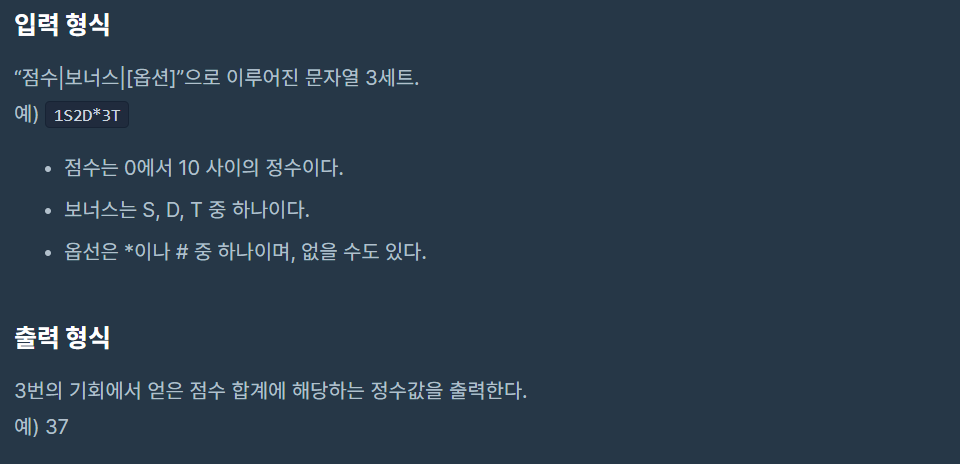 입력 형식
“점수|보너스|[옵션]”으로 이루어진 문자열 3세트.
예) 1S2D*3T
• 점수는 0에서 10 사이의 정수이다.
• 보너스는 S, D, T 중 하나이다.
• 옵선은 *이나 # 중 하나이며, 없을 수도 있다.
출력 형식
3번의 기회에서 얻은 점수 합계에 해당하는 정수값을 출력한다.
예) 37